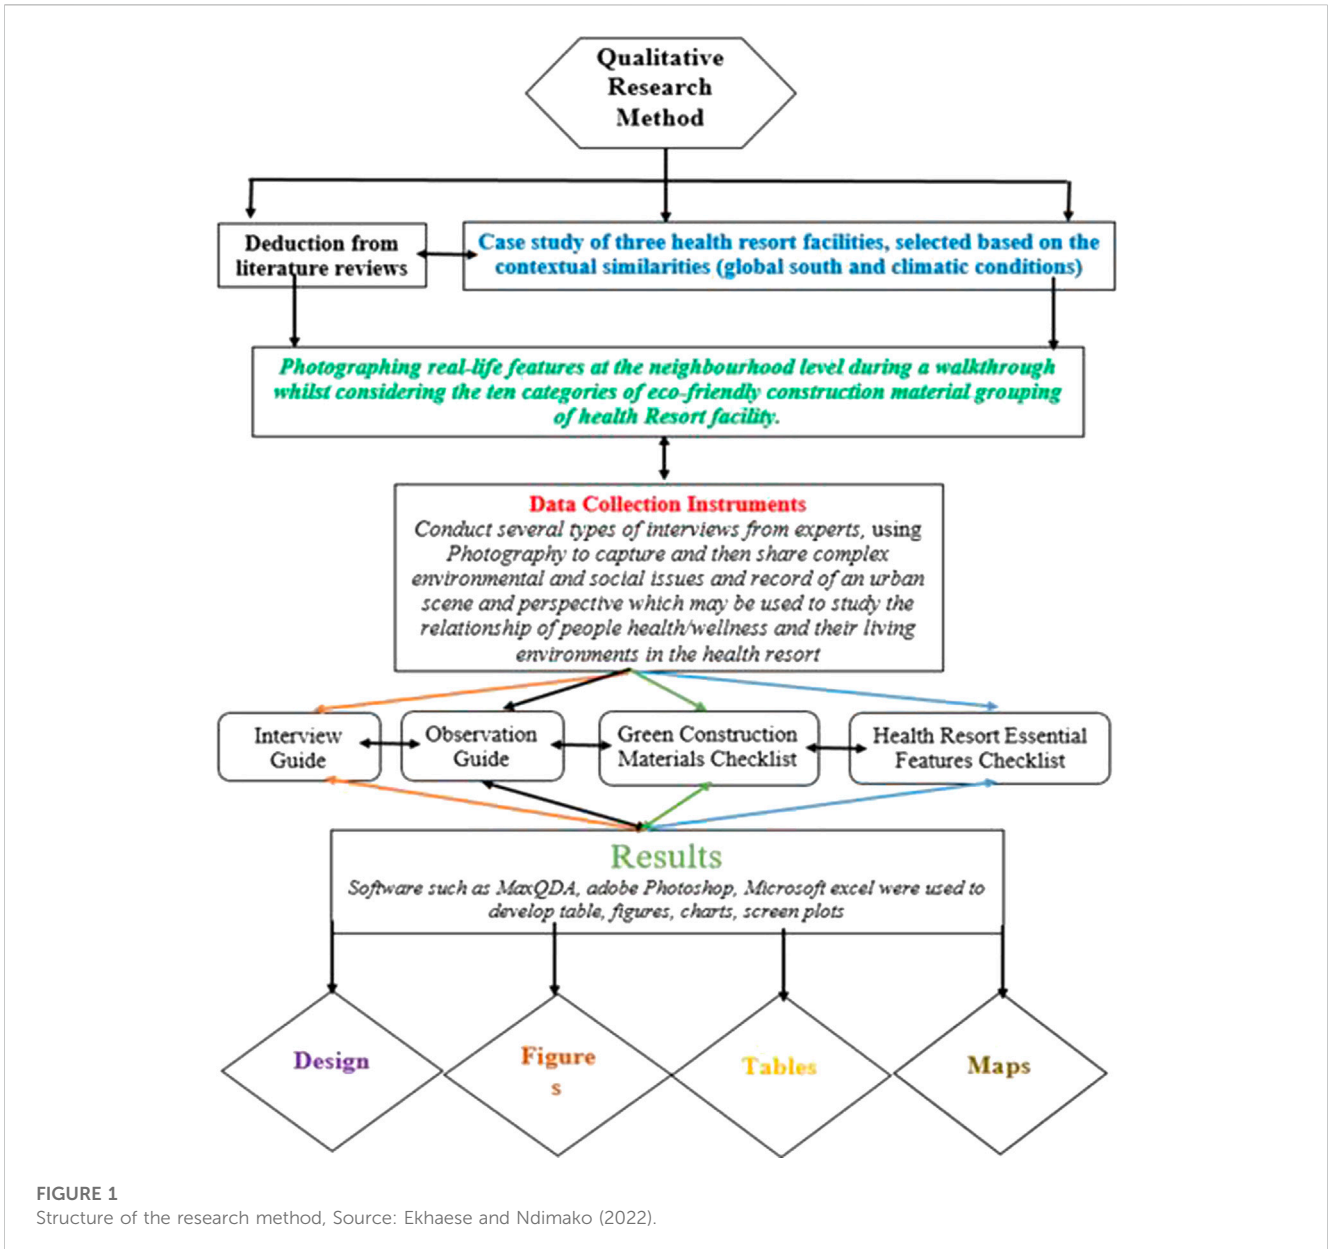 Qualitative
Research
Method
Deduction from
literature reviews
Case study of three health resort facilities, selected based on the
contextual similarities (global south and climatic conditions)
Photographing real-life features at the neighbourhood level during a walkthrough
whilst considering the ten categories of eco-friendly construction material grouping
of health Resort facility.
Data Collection Instruments
Conduct several types of interviews from experts, using
Photography to capture and then share complex
environmental and social issues and record of an urban
scene and perspective which may be used to study the
relationship of people health/wellness and their living
environments in the health resort
Interview
Guide
Observation
Guide
Green Construction
Materials Checklist
Health Resort Essential
Features Checklist
Results
Software such as MaxQDA, adobe Photoshop, Microsoft excel were used to
develop table, figures, charts, screen plots
Design
Figure
s
Tables
Maps
FIGURE 1
Structure of the research method, Source: Ekhaese and Ndimako (2022).